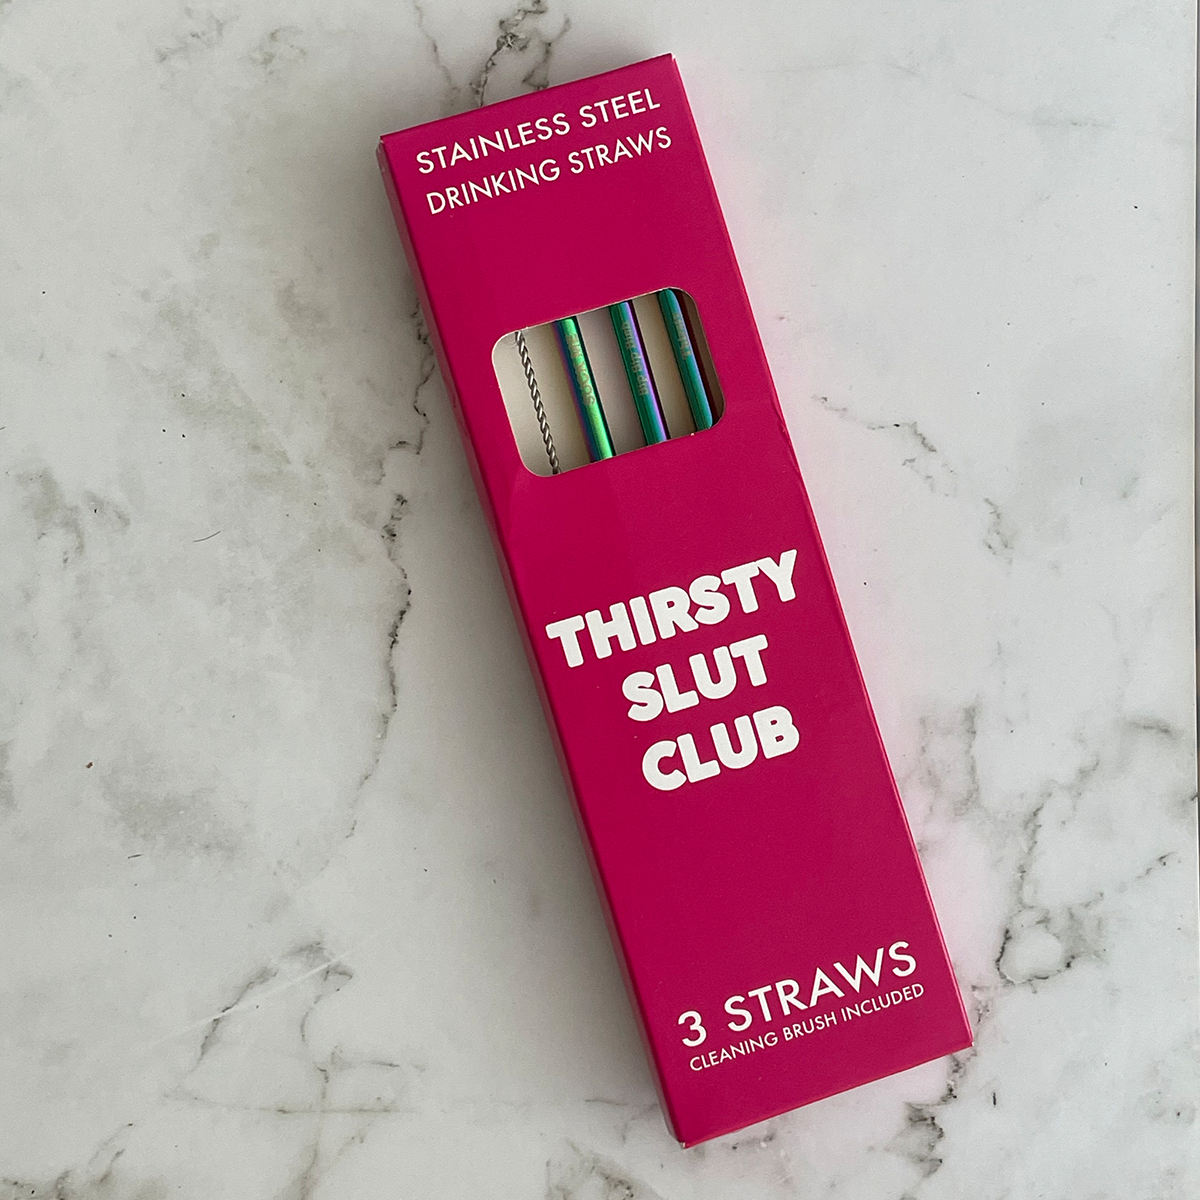 STAINLESS STEEL
DRINKING STRAWS
THIRSTY
SLUT
CLUB
3 STRAWS
CLEANING BRUSH INCLUDED